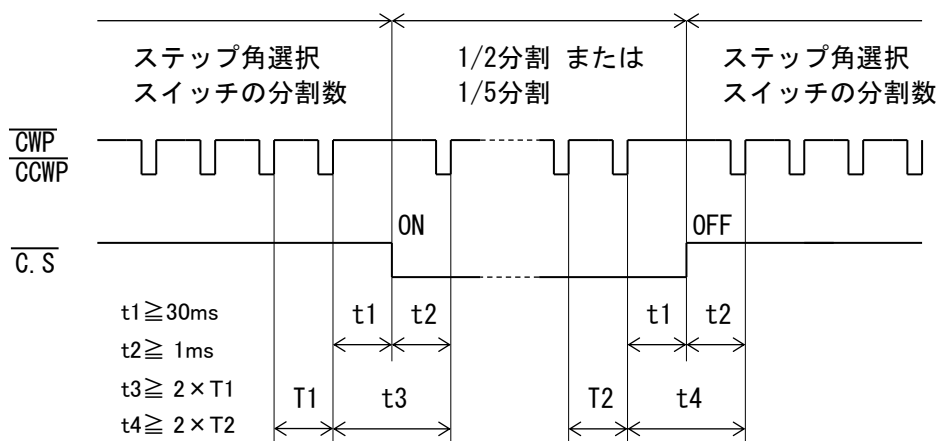 ステップ角選択
スイッチの分割数
1/2分割 または
1/5分割
ステップ角選択
スイッチの分割数
CWP
CCWP
ON
OFF
C.S
t1≧30ms
t2≧ 1ms
t3≧ 2×T1
t4≧ 2×T2
t1
t2
t1
t2
T1
t3
T2
t4